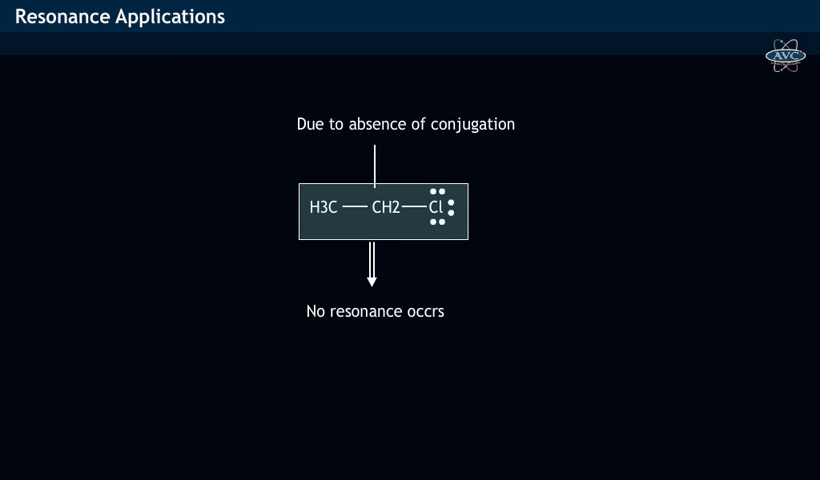 Resonance Applications
AVC
Due to absence of conjugation
H3C — CH2 — Cl
No resonance occrs